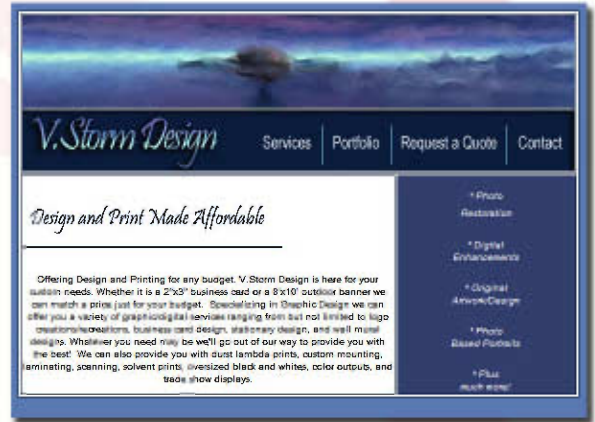 V.Storm Design
Services Portfolio Request a Quote Contact
Design and Print Made Affordable
Offering Design and Printing for any budget. V.Storm Design is here for your
custom needs. Whether it is a 2"x3" business card or a 8'x10' outdoor banner we
can match a price just for your budget. Specializing in Graphic Design we can
offer you a variety of graphic/digital services ranging from but not limited to logo
creations/recreations, business card design, stationary design, and wall mural
designs. Whatever you need may be we'll go out of our way to provide you with
the best! We can also provide you with durst lambda prints, custom mounting,
laminating, scanning, solvent prints, oversized black and whites, color outputs, and
trade show displays.
* Photo
Restoration
* Digital
Enhancements
* Original
Artwork/Design
* Photo
Based Portraits
* Plus
much more!